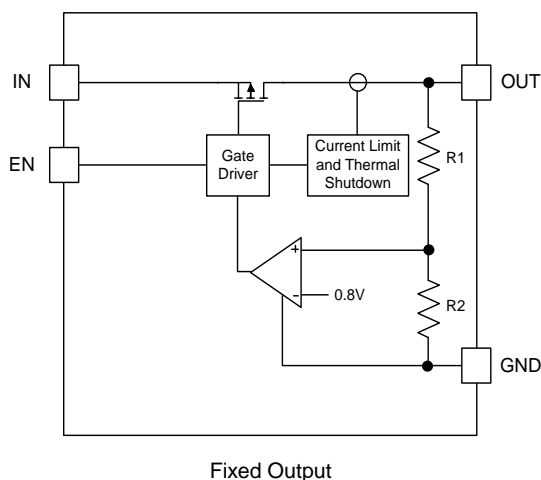 IN
OUT
EN
Gate
Driver
Current Limit
and Thermal
Shutdown
R1
+
-
0.8V
R2
GND
Fixed Output